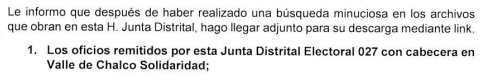 Le informo que después de haber realizado una búsqueda minuciosa en los archivos
que obran en esta H. Junta Distrital, hago llegar adjunto para su descarga mediante link.
1. Los oficios remitidos por esta Junta Distrital Electoral 027 con cabecera en
Valle de Chalco Solidaridad;